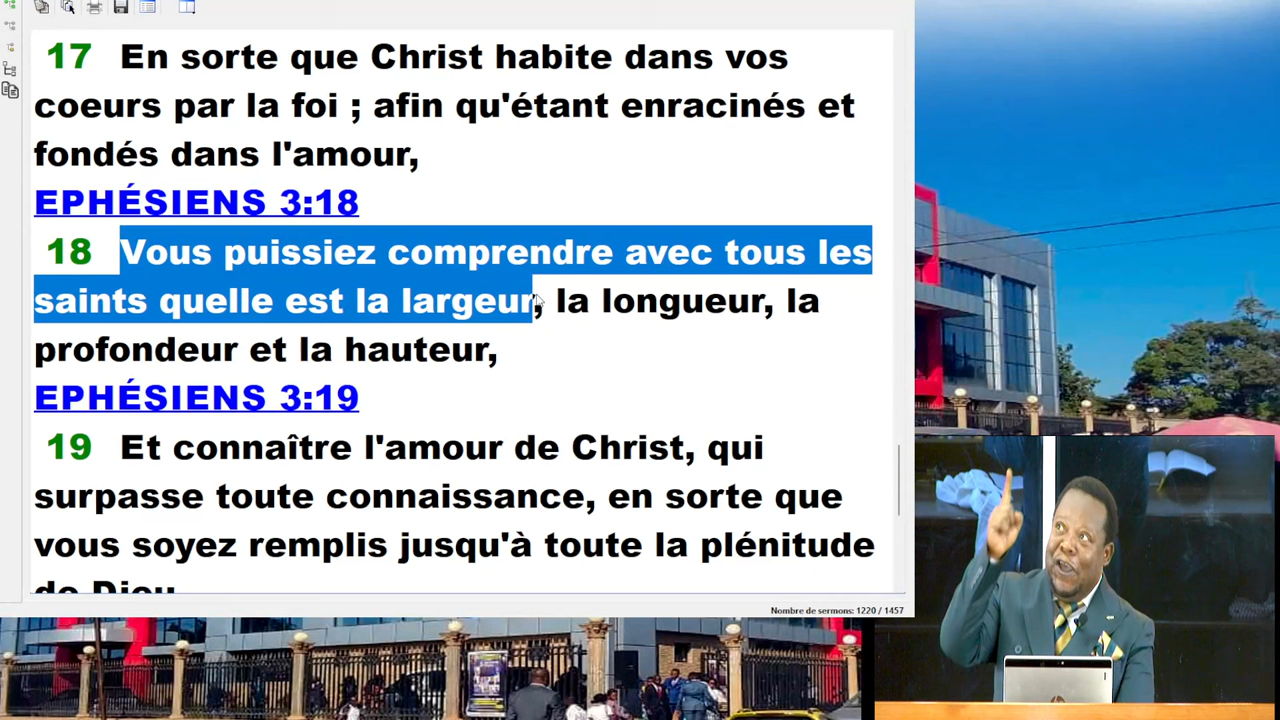 17 En sorte que Christ habite dans vos
coeurs par la foi ; afin qu'étant enracinés et
fondés dans l'amour,
EPHÉSIENS 3:18
18 Vous puissiez comprendre avec tous les
saints quelle est la largeur, la longueur, la
profondeur et la hauteur,
EPHÉSIENS 3:19
19 Et connaître l'amour de Christ, qui
surpasse toute connaissance, en sorte que
vous soyez remplis jusqu'à toute la plénitude
de Dieu
Nombre de sermons: 1220 / 1457